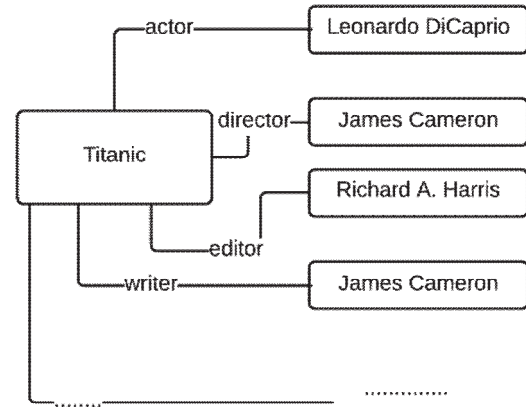 actor
Leonardo DiCaprio
director
James Cameron
Titanic
Richard A. Harris
editor
writer
James Cameron
........
................